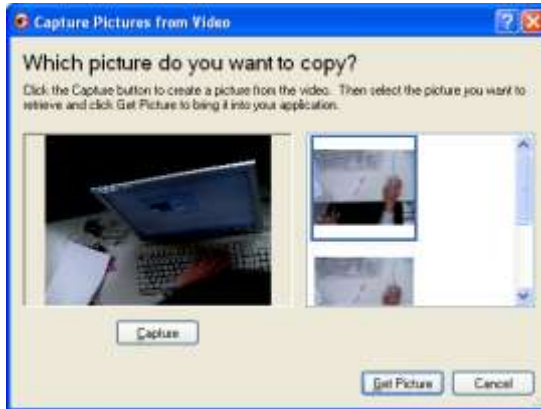 Capture Pictures from Video
Which picture do you want to copy?
Click the Capture button to create a picture from the video. Then select the picture you want to
retrieve and click Get Picture to bring it into your application.
Capture
Get Picture
Cancel